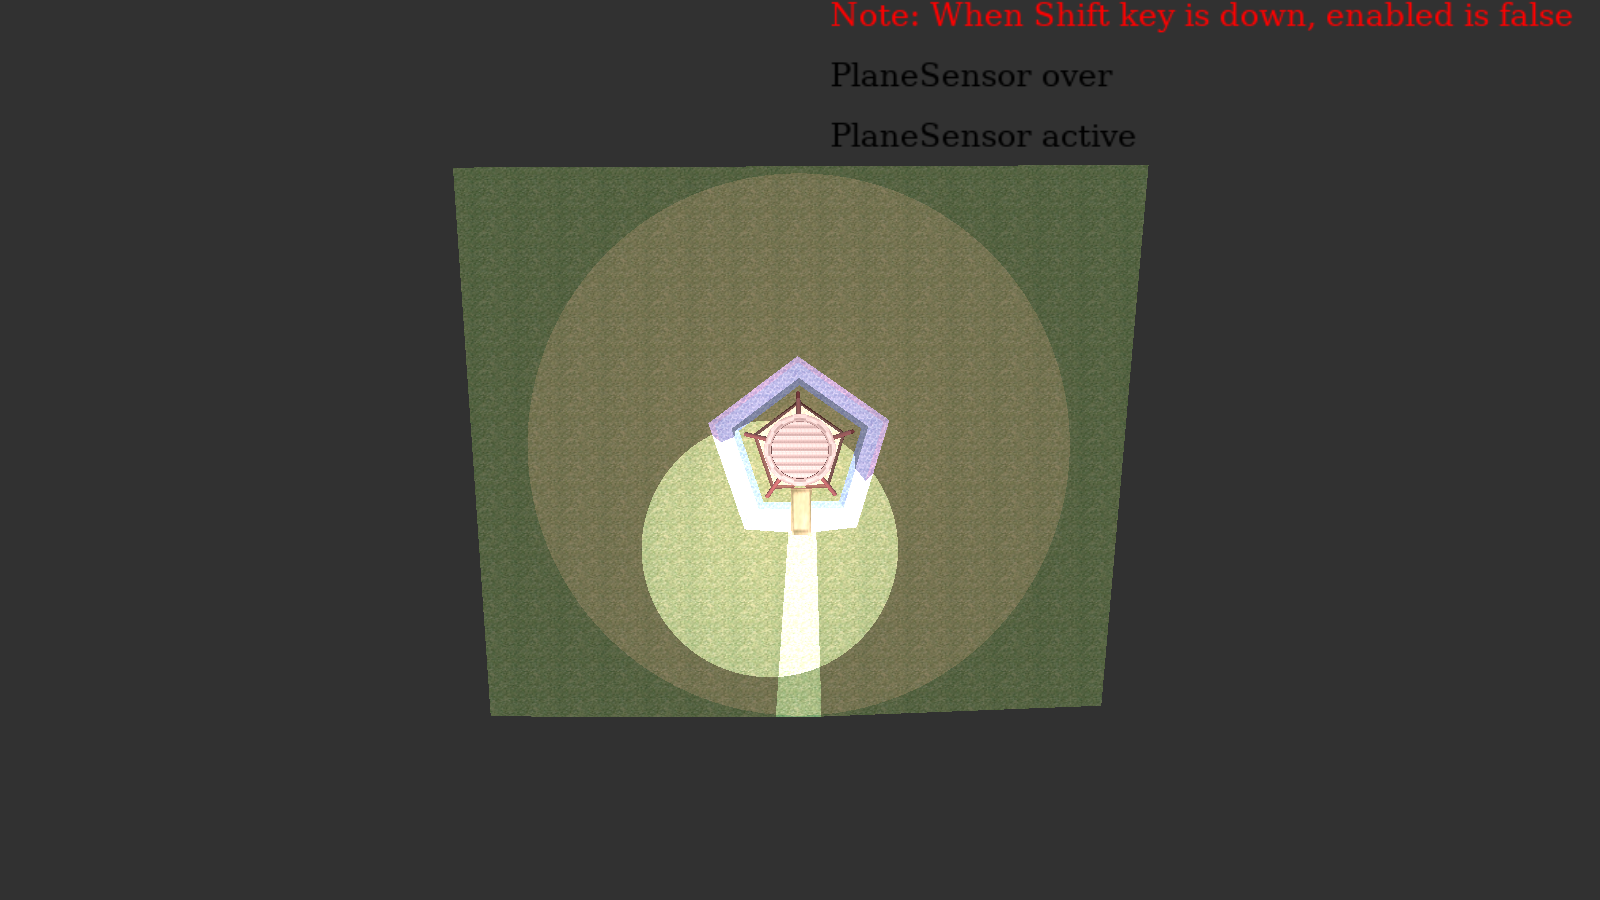 Note: When Shift key is down, enabled is false
PlaneSensor over
PlaneSensor active